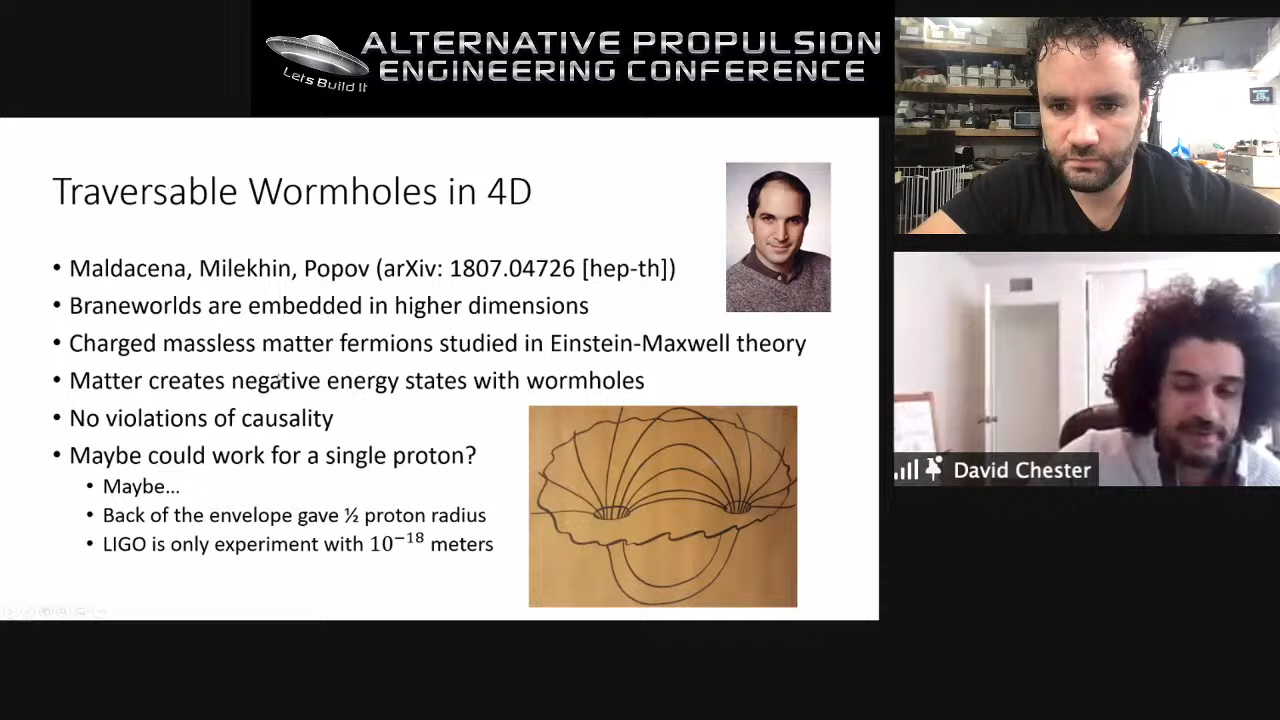 ALTERNATIVE PROPULSION
ENGINEERING CONFERENCE
Lets Build It
Traversable Wormholes in 4D
• Maldacena, Milekhin, Popov (arXiv: 1807.04726 [hep-th])
• Braneworlds are embedded in higher dimensions
• Charged massless matter fermions studied in Einstein-Maxwell theory
• Matter creates negative energy states with wormholes
• No violations of causality
• Maybe could work for a single proton?
• Maybe...
• Back of the envelope gave ½ proton radius
• LIGO is only experiment with 10⁻¹⁸ meters
David Chester